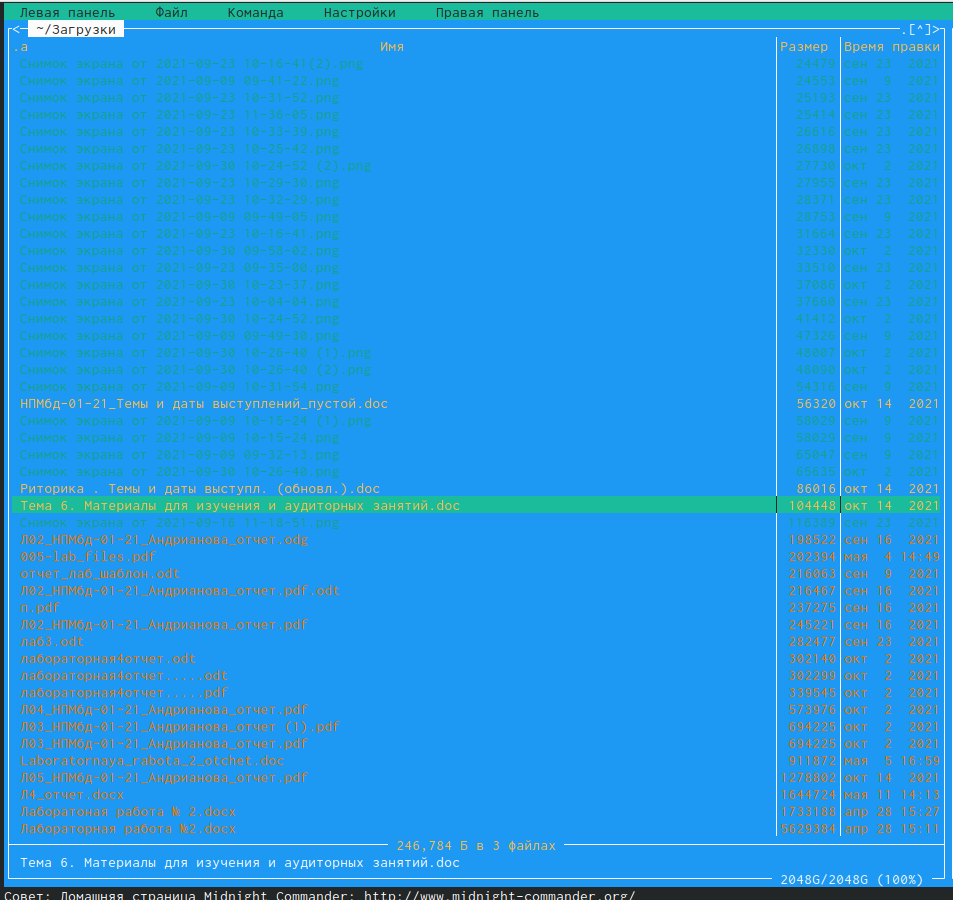 Левая панель Файл Команда Настройки Правая панель
<─ ~/Загрузки .[^]>
.и Имя Размер Время правки
Снимок экрана от 2021-09-23 10-16-41(2).png 24479 сен 23 2021
Снимок экрана от 2021-09-09 09-41-22.png 24553 сен 9 2021
Снимок экрана от 2021-09-23 10-31-52.png 25193 сен 23 2021
Снимок экрана от 2021-09-23 11-36-05.png 25414 сен 23 2021
Снимок экрана от 2021-09-23 10-33-39.png 26616 сен 23 2021
Снимок экрана от 2021-09-23 10-25-42.png сен 23 2021
Снимок экрана от 2021-09-30 10-24-52 (2).png 27750 окт 2 2021
Снимок экрана от 2021-09-23 10-29-30.png 27955 сен 23 2021
Снимок экрана от 2021-09-23 10-32-29.png 28371 сен 23 2021
Снимок экрана от 2021-09-09 09-49-05.png 28753 сен 9 2021
Снимок экрана от 2021-09-23 10-16-41.png 31664 сен 23 2021
Снимок экрана от 2021-09-30 09-58-02.png 32330 окт 2 2021
Снимок экрана от 2021-09-23 09-35-00.png 33510 сен 23 2021
Снимок экрана от 2021-09-30 10-23-37.png окт 2 2021
Снимок экрана от 2021-09-23 10-04-04.png 37660 сен 23 2021
Снимок экрана от 2021-09-30 10-24-52.png 41412 окт 2 2021
Снимок экрана от 2021-09-09 09-49-30.png 47326 сен 9 2021
Снимок экрана от 2021-09-30 10-26-40 (1).png 48007 окт 2 2021
Снимок экрана от 2021-09-30 10-26-40 (2).png 48090 окт 2 2021
Снимок экрана от 2021-09-09 10-31-54.png 54316 сен 9 2021
НПМбд-01-21_Темы и даты выступлений_пустой.doc 56320 окт 14 2021
Снимок экрана от 2021-09-09 10-15-24 (1).png 58029 сен 9 2021
Снимок экрана от 2021-09-09 10-15-24.png 58029 сен 9 2021
Снимок экрана от 2021-09-09 09-32-13.png 65047 сен 9 2021
Снимок экрана от 2021-09-30 10-26-40.png 65635 окт 2 2021
Риторика . Темы и даты выступл. (обновл.).doc 86016 окт 14 2021
Тема 6. Материалы для изучения и аудиторных занятий.doc 104448 окт 14 2021
Снимок экрана от 2021-09-16 11-18-51.png 116389 сен 23 2021
Л02_НПМбд-01-21_Андрианова_отчет.odg 198522 сен 16 2021
005-lab_files.pdf 202394 мая 4 14:49
отчет_лаб_шаблон.odt 216063 сен 9 2021
Л02_НПМбд-01-21_Андрианова_отчет.pdf.odt 216467 сен 16 2021
п.pdf 237275 сен 16 2021
Л02_НПМбд-01-21_Андрианова_отчет.pdf 245221 сен 16 2021
лаб3.odt 282477 сен 23 2021
лабораторная4отчет.odt 302140 окт 2 2021
лабораторная4отчет.....odt 302299 окт 2 2021
лабораторная4отчет.....pdf 339545 окт 2 2021
Л04_НПМбд-01-21_Андрианова_отчет.pdf 573976 окт 2 2021
Л03_НПМбд-01-21_Андрианова_отчет (1).pdf 694225 окт 2 2021
Л03_НПМбд-01-21_Андрианова_отчет.pdf 694225 окт 2 2021
Laboratornaya_rabota_2_otchet.doc 911872 мая 5 16:59
Л05_НПМбд-01-21_Андрианова_отчет.pdf 1278802 окт 14 2021
Л4_отчет.docx 1644724 мая 11 14:13
Лаборатоная работа № 2.docx 1733188 апр 28 15:27
Лабораторная работа №2.docx 5629384 апр 28 15:11
246,784 Б в 3 файлах
Тема 6. Материалы для изучения и аудиторных занятий.doc
2048G/2048G (100%)
Совет: Домашняя страница Midnight Commander: http://www.midnight-commander.org/